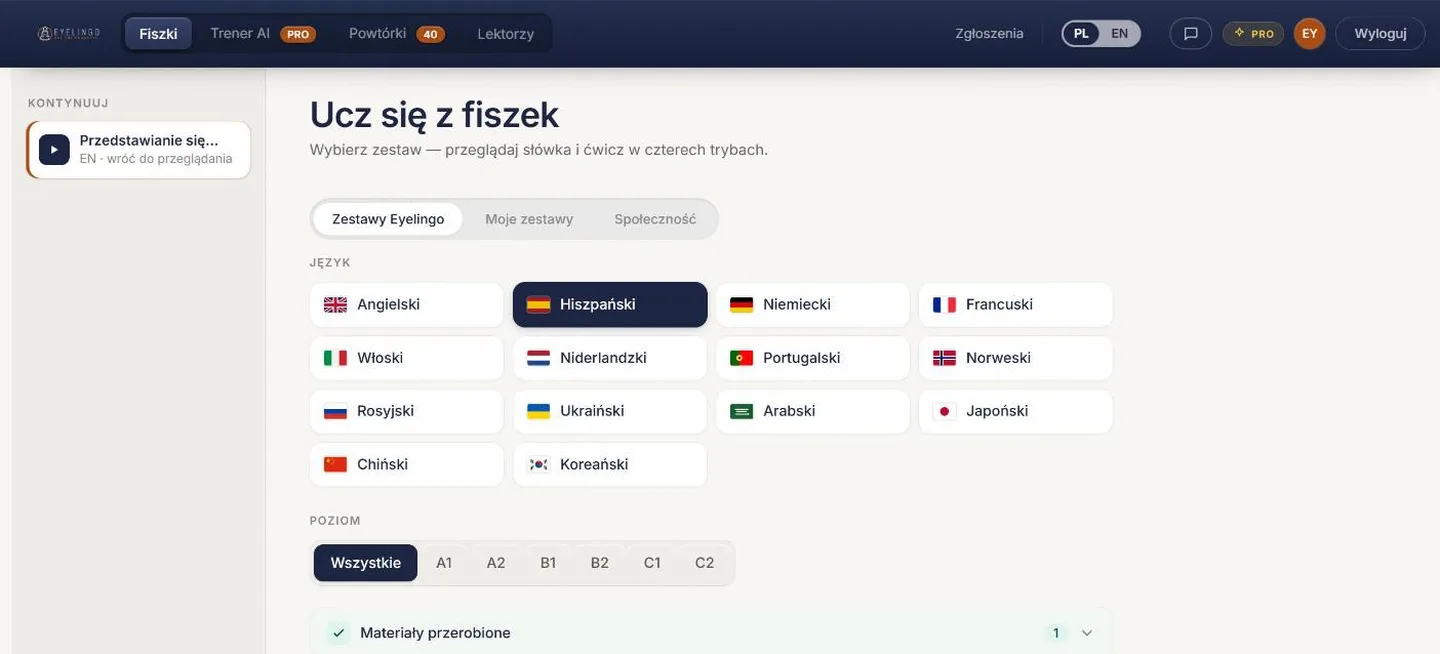 EYELINGO
Fiszki
Trener AI PRO
Powtórki 40
Lektorzy
Zgłoszenia
PL EN
PRO
EY
Wyloguj
KONTYNUUJ
Przedstawianie się...
EN · wróć do przeglądania
Ucz się z fiszek
Wybierz zestaw — przeglądaj słówka i ćwicz w czterech trybach.
Zestawy Eyelingo Moje zestawy Społeczność
JĘZYK
Angielski Hiszpański Niemiecki Francuski
Włoski Niderlandzki Portugalski Norweski
Rosyjski Ukraiński Arabski Japoński
Chiński Koreański
POZIOM
Wszystkie A1 A2 B1 B2 C1 C2
Materiały przerobione 1